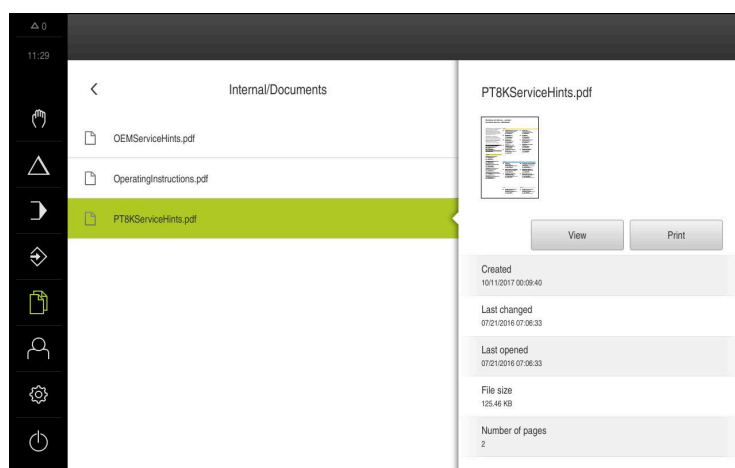 0
11:29
Internal/Documents
OEMServiceHints.pdf
OperatingInstructions.pdf
PT8KServiceHints.pdf
PT8KServiceHints.pdf
View Print
Created
10/11/2017 00:09:40
Last changed
07/21/2016 07:06:33
Last opened
07/21/2016 07:06:33
File size
125.46 KB
Number of pages
2